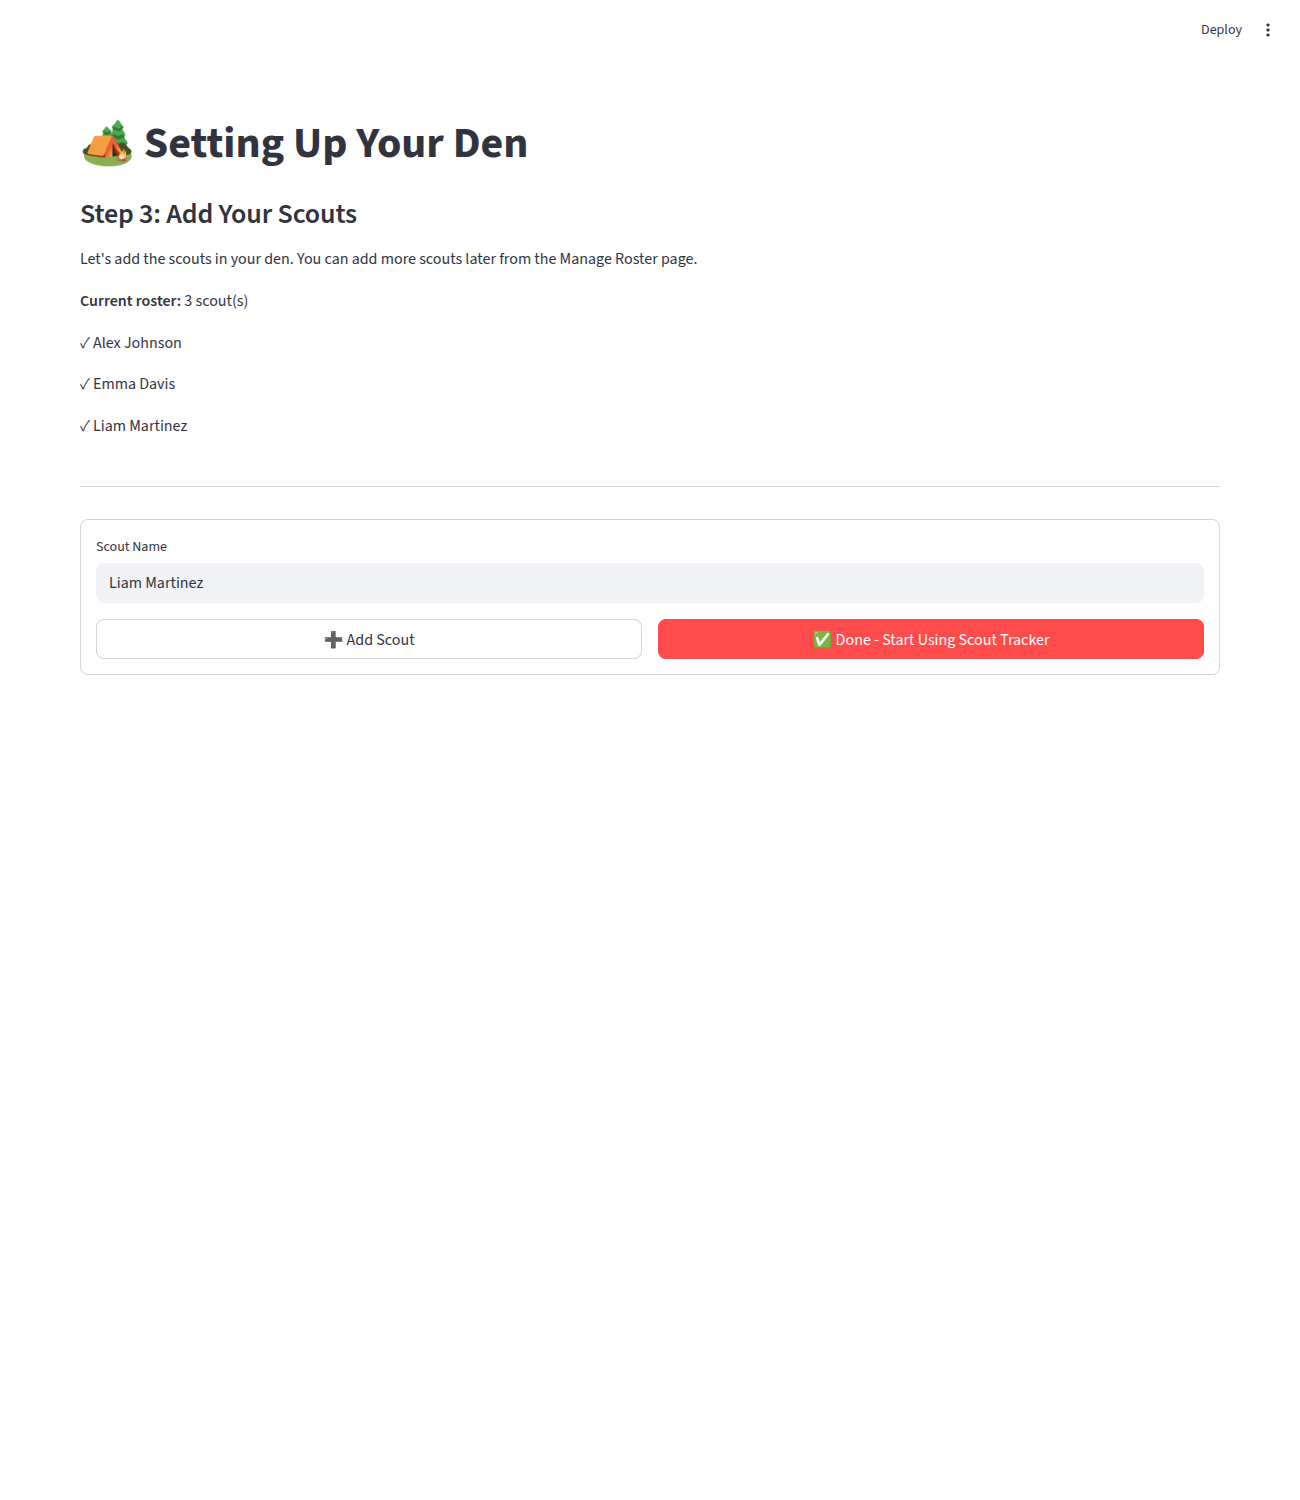 Deploy
🏕️ Setting Up Your Den
Step 3: Add Your Scouts
Let's add the scouts in your den. You can add more scouts later from the Manage Roster page.
Current roster: 3 scout(s)
✓ Alex Johnson
✓ Emma Davis
✓ Liam Martinez
Scout Name
Liam Martinez
➕ Add Scout
✅ Done - Start Using Scout Tracker